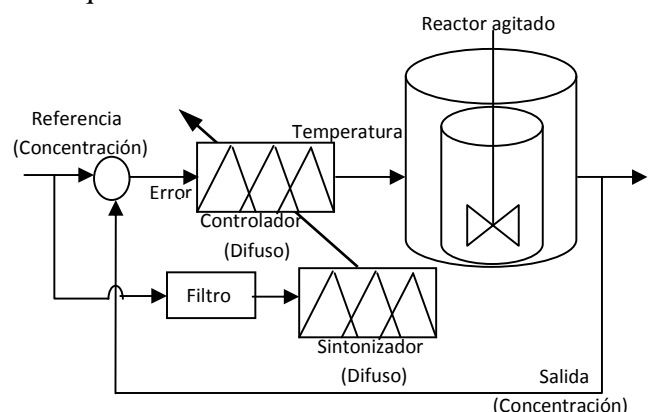 Reactor agitado
Referencia
(Concentración)
Temperatura
Error
Controlador
(Difuso)
Filtro
Sintonizador
(Difuso)
Salida
(Concentración)